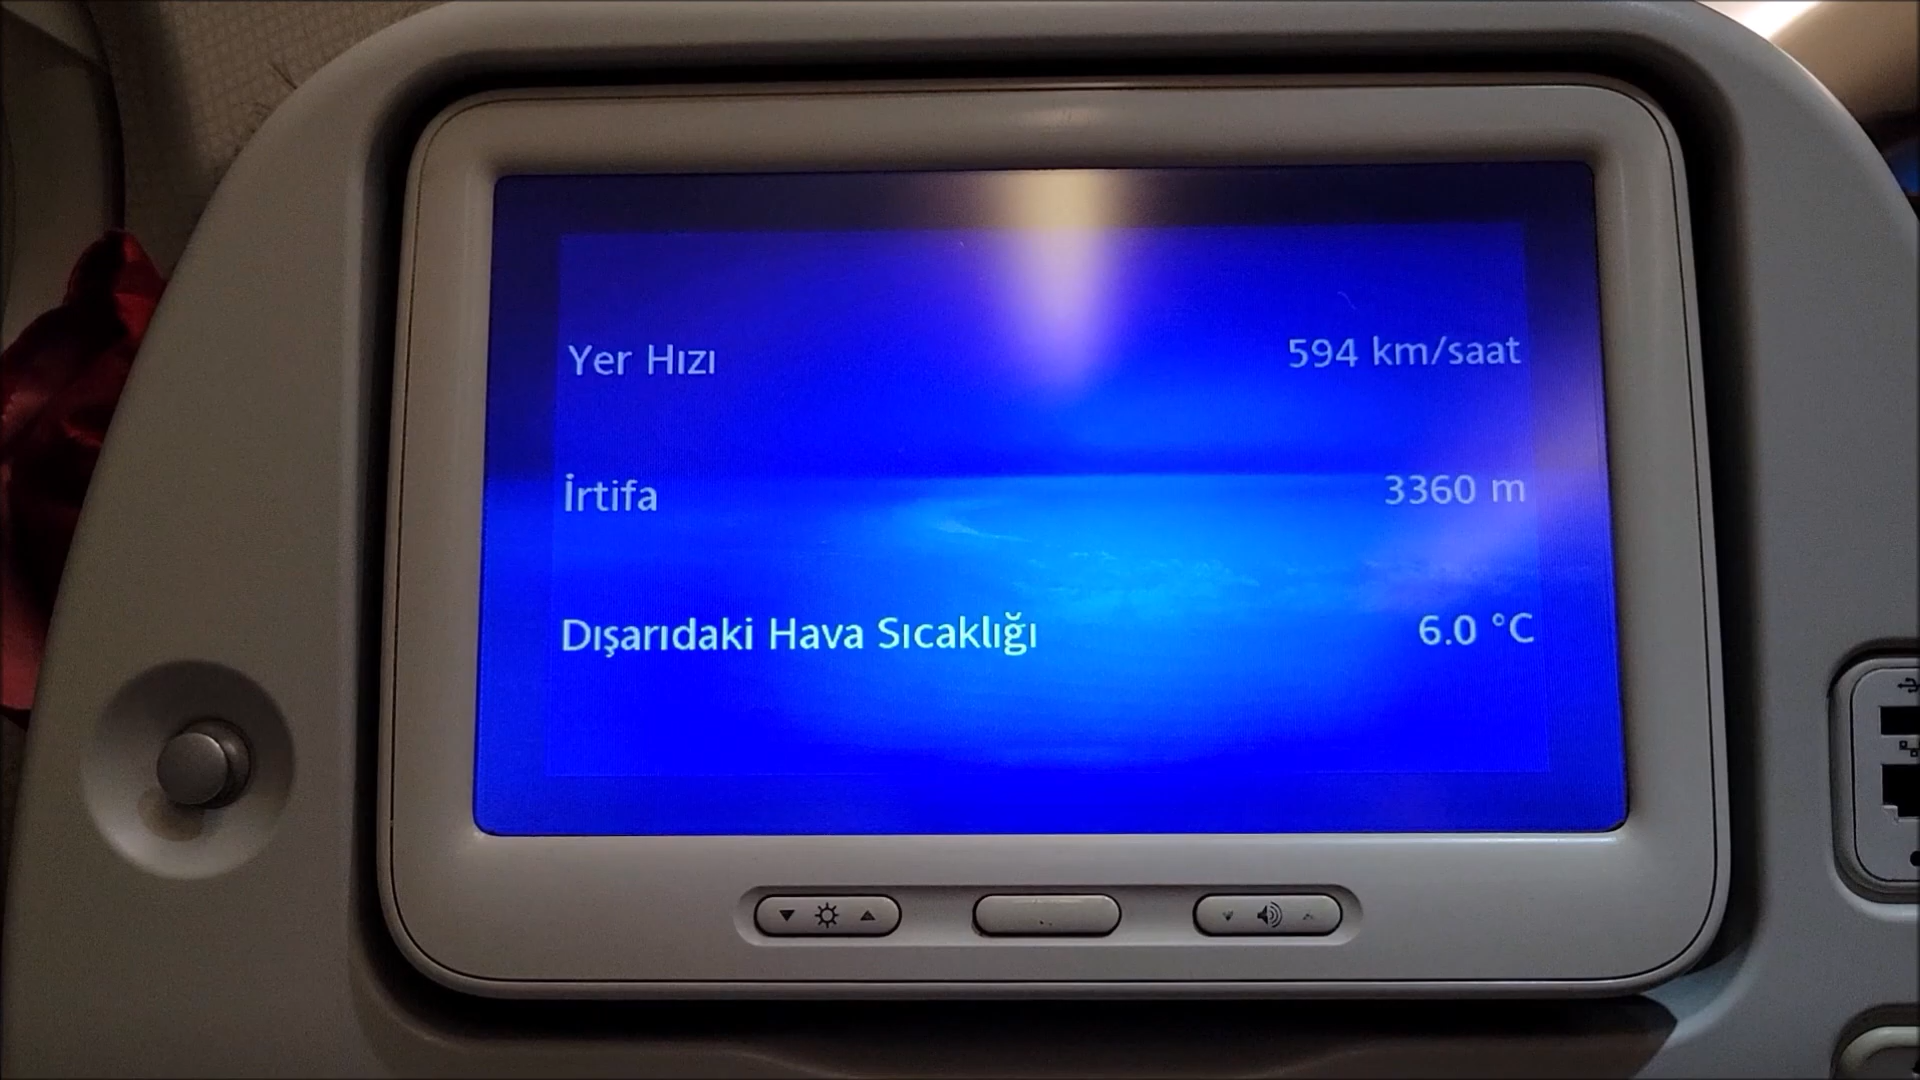 Yer Hızı 594 km/saat
İrtifa 3360 m
Dışarıdaki Hava Sıcaklığı 6.0 °C